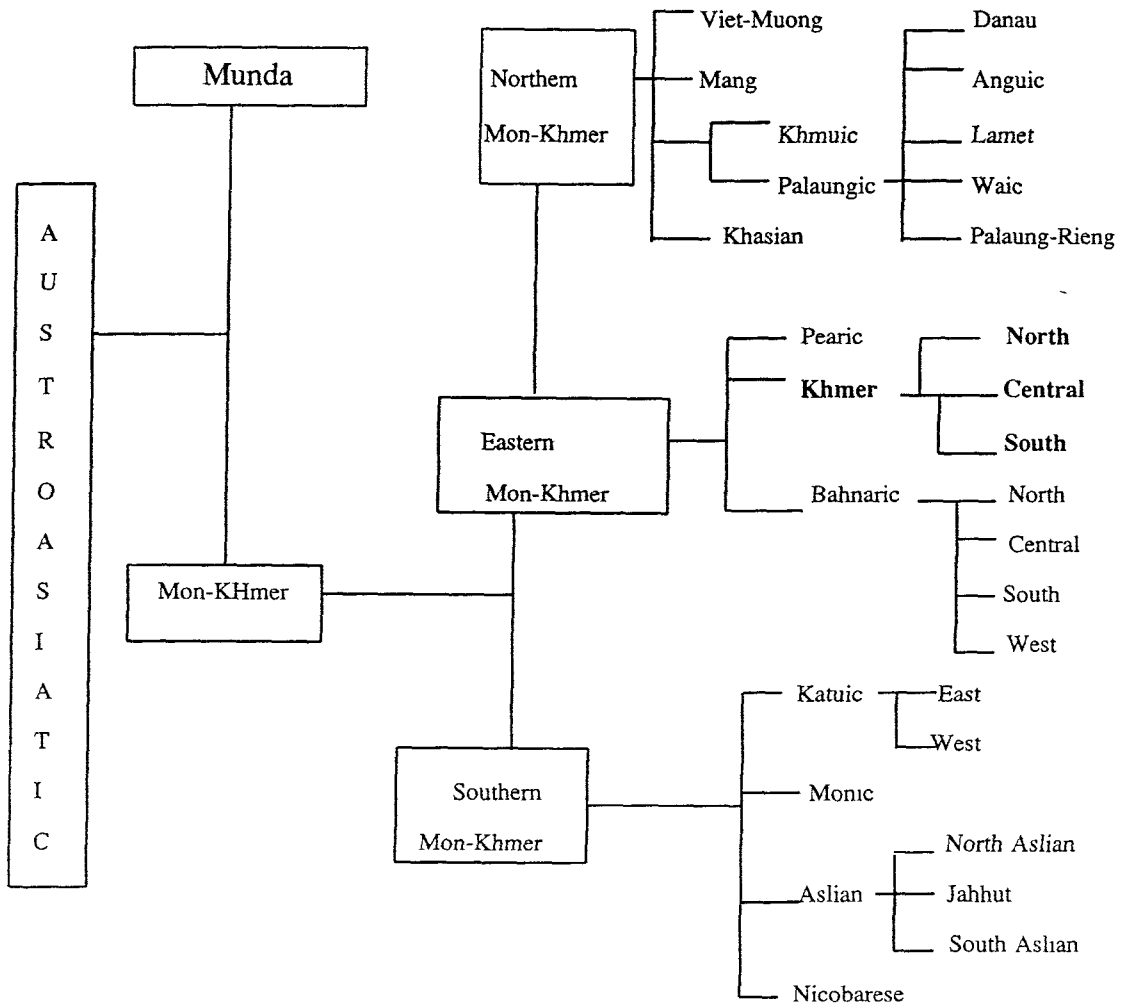 Munda
AUSTROASIATIC
Mon-KHmer
Northem
Mon-Khmer
Viet-Muong
Mang
Khmuic
Palaungic
Khasian
Danau
Anguic
Lamet
Waic
Palaung-Rieng
Eastern
Mon-Khmer
Pearic
Khmer
North
Central
South
Bahnaric
North
Central
South
West
Southern
Mon-Khmer
Katuic
East
West
Monic
Aslian
North Aslian
Jahhut
South Aslian
Nicobarese